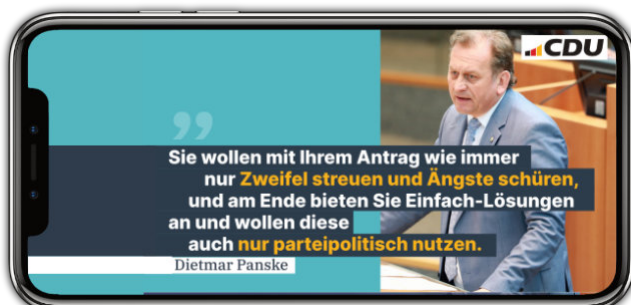 CDU
”
Sie wollen mit Ihrem Antrag wie immer
nur Zweifel streuen und Ängste schüren,
und am Ende bieten Sie Einfach-Lösungen
an und wollen diese
auch nur parteipolitisch nutzen.
Dietmar Panske